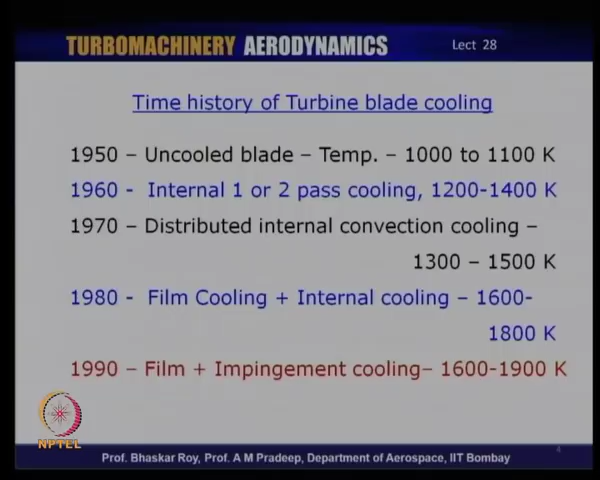 TURBOMACHINERY AERODYNAMICS Lect 28
Time history of Turbine blade cooling
1950 – Uncooled blade – Temp. – 1000 to 1100 K
1960 - Internal 1 or 2 pass cooling, 1200-1400 K
1970 – Distributed internal convection cooling –
1300 – 1500 K
1980 - Film Cooling + Internal cooling – 1600-
1800 K
1990 – Film + Impingement cooling– 1600-1900 K
NPTEL
4
Prof. Bhaskar Roy, Prof. A M Pradeep, Department of Aerospace, IIT Bombay